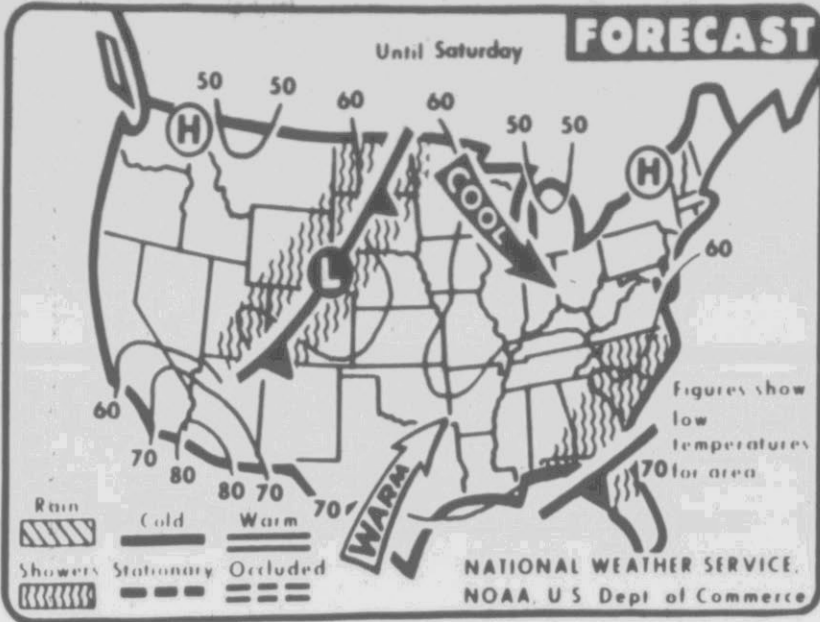 FORECAST
Until Saturday
50 50 60 60 50 50
H
H
COOL
L
60
60
70
80
80
70
70
WARM
70
Figures show
low
temperatures
for area
Rain
Cold Warm
Showers Stationary Occluded
NATIONAL WEATHER SERVICE,
NOAA, U S Dept of Commerce